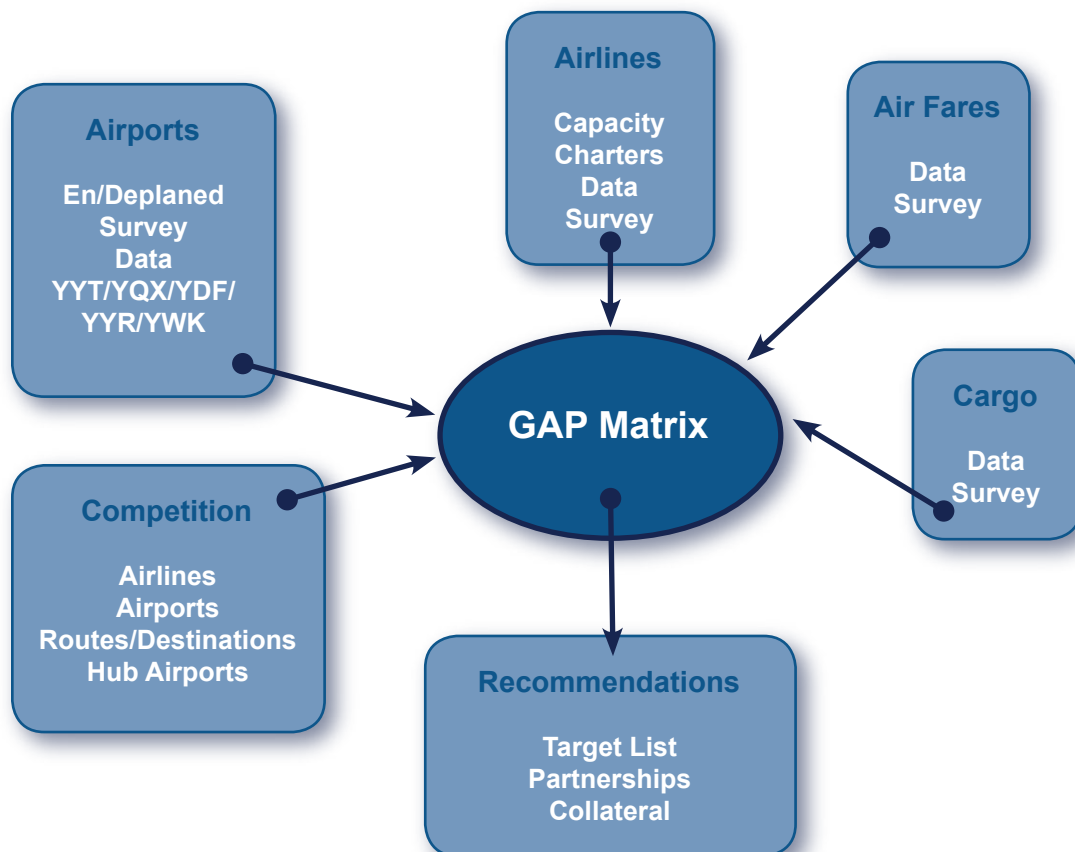 Airports
En/Deplaned
Survey
Data
YYT/YQX/YDF/
YYR/YWK
Airlines
Capacity
Charters
Data
Survey
Air Fares
Data
Survey
GAP Matrix
Cargo
Data
Survey
Competition
Airlines
Airports
Routes/Destinations
Hub Airports
Recommendations
Target List
Partnerships
Collateral